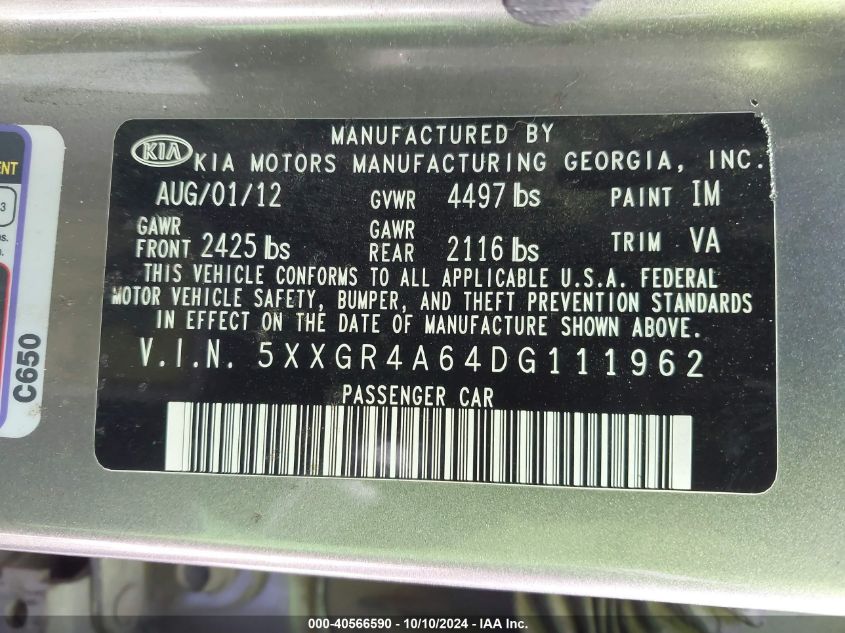 MANUFACTURED BY
KIA KIA MOTORS MANUFACTURING GEORGIA, INC.
AUG/01/12 GVWR 4497 lbs PAINT IM
GAWR FRONT 2425 lbs GAWR REAR 2116 lbs TRIM VA
THIS VEHICLE CONFORMS TO ALL APPLICABLE U.S.A. FEDERAL
MOTOR VEHICLE SAFETY, BUMPER, AND THEFT PREVENTION STANDARDS
IN EFFECT ON THE DATE OF MANUFACTURE SHOWN ABOVE.
V.I.N. 5XXGR4A64DG111962
PASSENGER CAR
ENT
3
C650
000-40566590 - 10/10/2024 - IAA Inc.